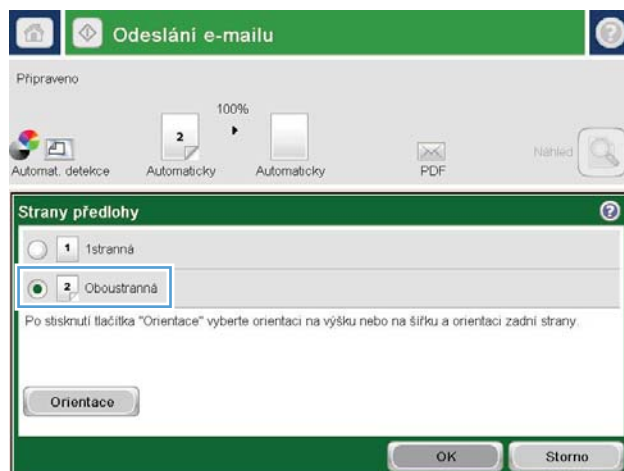 Odeslání e-mailu
Připraveno
100%
2
Automat. detekce Automaticky Automaticky PDF Náhled
Strany předlohy
1 1stranná
2 Oboustranná
Po stisknutí tlačítka "Orientace" vyberte orientaci na výšku nebo na šířku a orientaci zadní strany.
Orientace
OK Storno